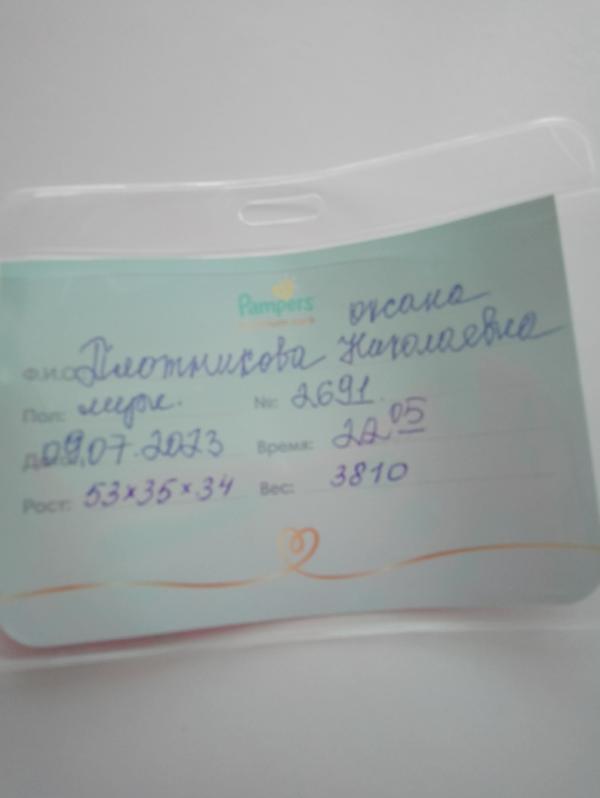 Pampers
оксана
Ф.И.О. Плотникова Николаевна
Пол: муж. №: 2691.
Дата: 09.07.2023 Время: 22 05
Рост: 53×35×34 Вес: 3810